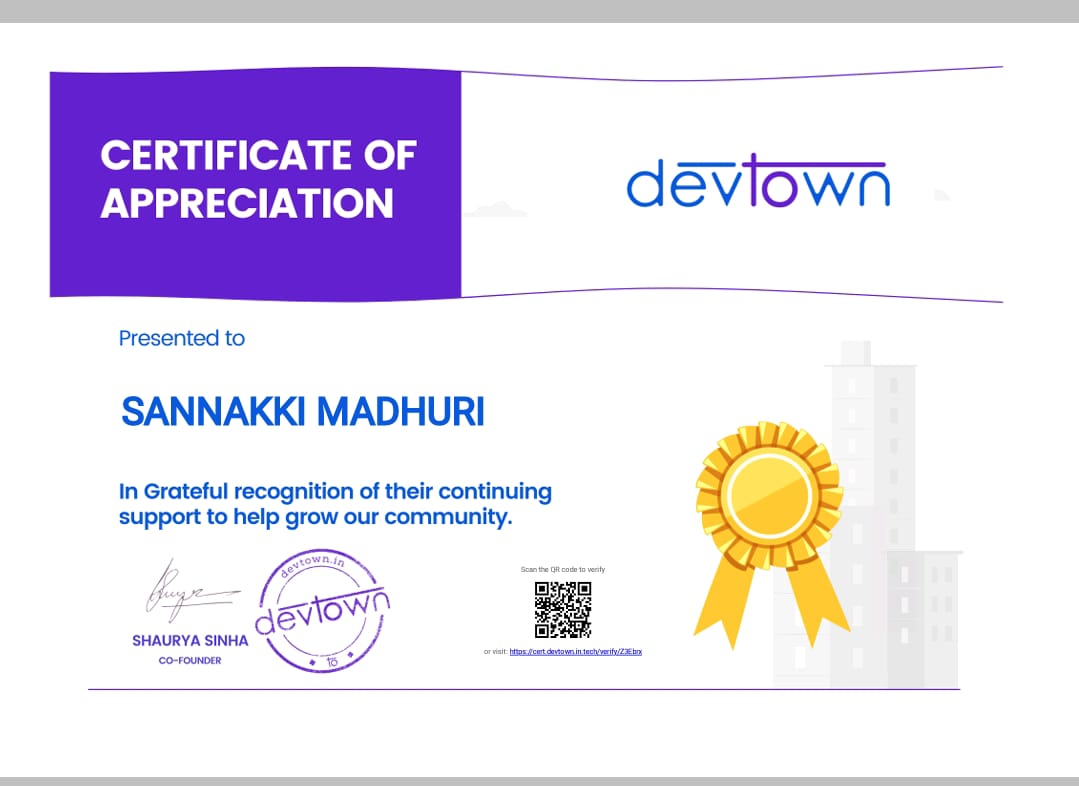 CERTIFICATE OF
APPRECIATION
devtown
Presented to
SANNAKKI MADHURI
In Grateful recognition of their continuing
support to help grow our community.
devtown.in
devtown
SHAURYA SINHA
CO-FOUNDER
Scan the QR code to verify
or visit: https://cert.devtown.in.tech/verify/Z3Ebrx